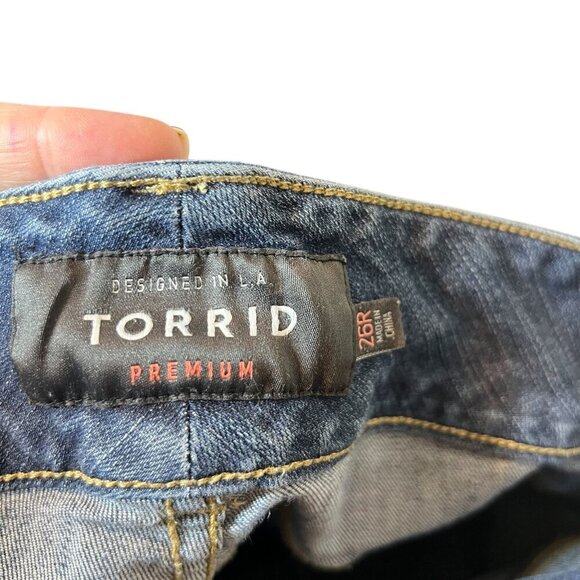 DESIGNED IN L.A.
TORRID
PREMIUM
26R
MADE IN
CHINA